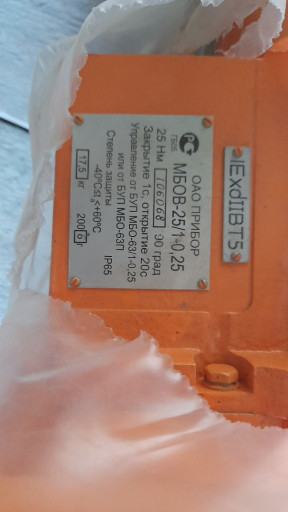 ОАО ПРИБОР
МБОВ-25/1-0,25
РС
ГБ05
25 Нм 106068 90 град
Закрытие 1с, открытие 20с
Управление от БУП МБО-63/1-0,25
или от БУП МБО-63П
Степень защиты IP65
-40°С≤ ≤+60°С
17,5 кг 200 г
1ExdIIBT5